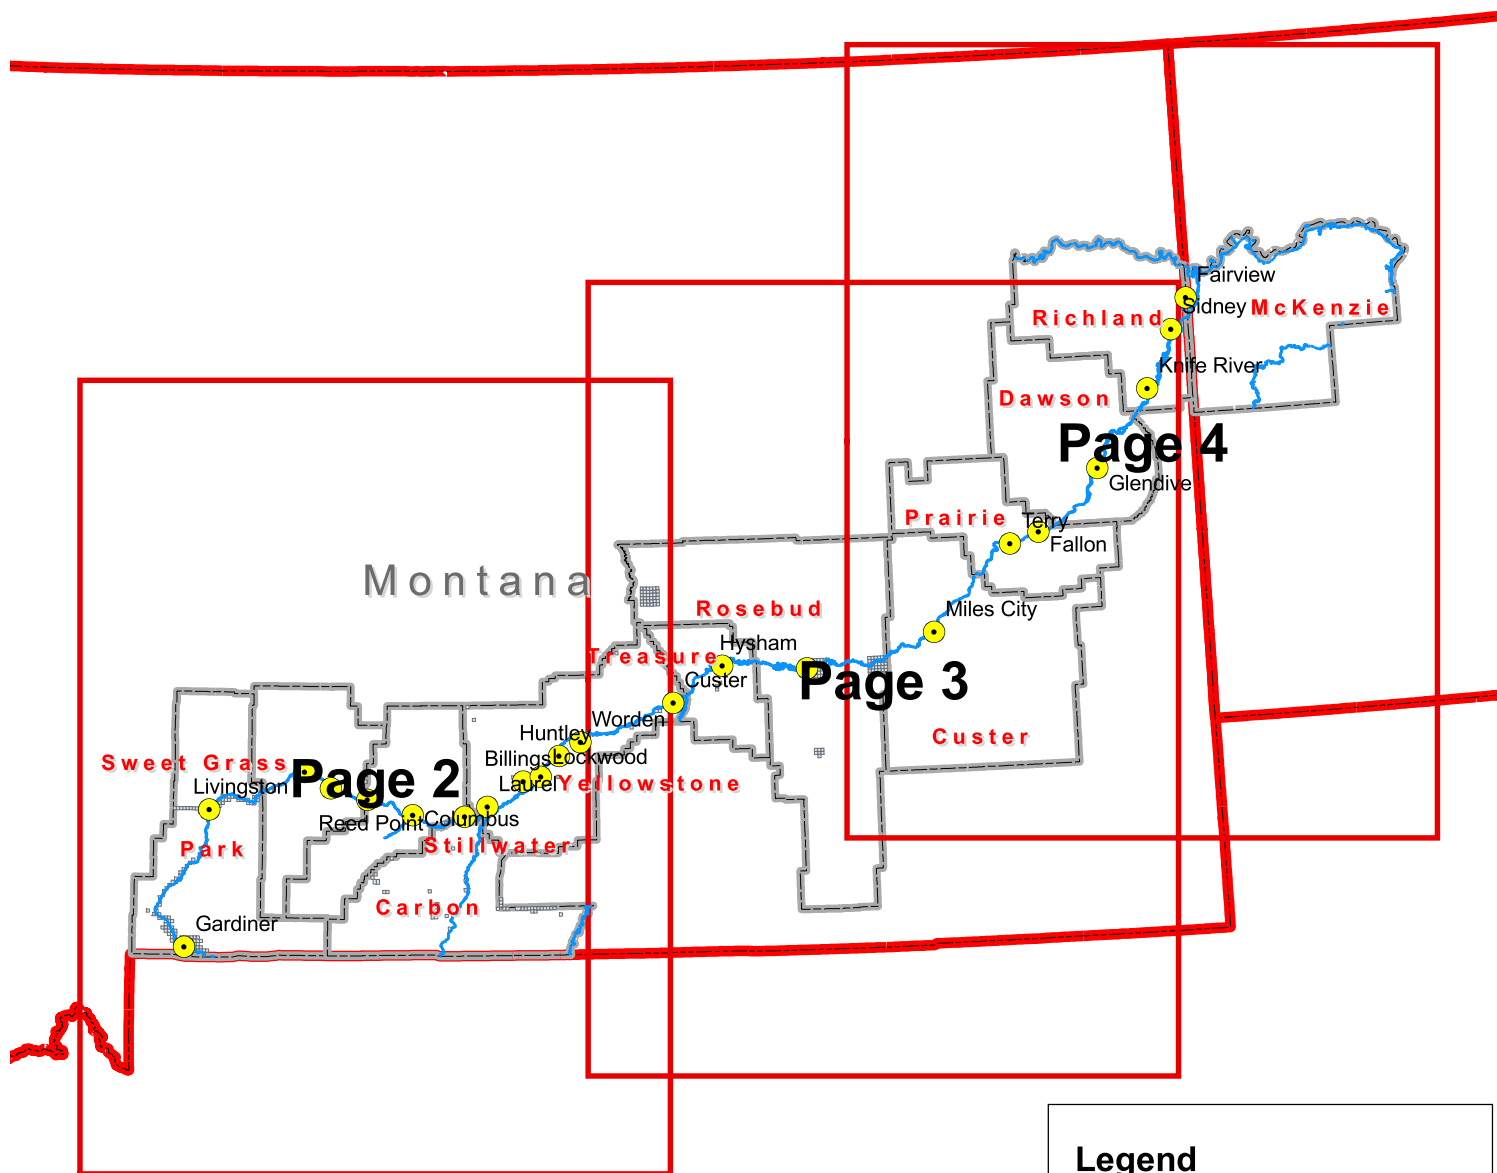 Fairview
Sidney
McKenzie
Richland
Knife River
Dawson
Page 4
Glendive
Prairie
Terry
Fallon
Montana
Rosebud
Miles City
Hysham
Treasure
Custer
Page 3
Worden
Huntley
Custer
Billings
Lockwood
Sweet Grass
Page 2
Livingston
Laurel
Yellowstone
Reed Point
Columbus
Stillwater
Park
Carbon
Gardiner
Legend